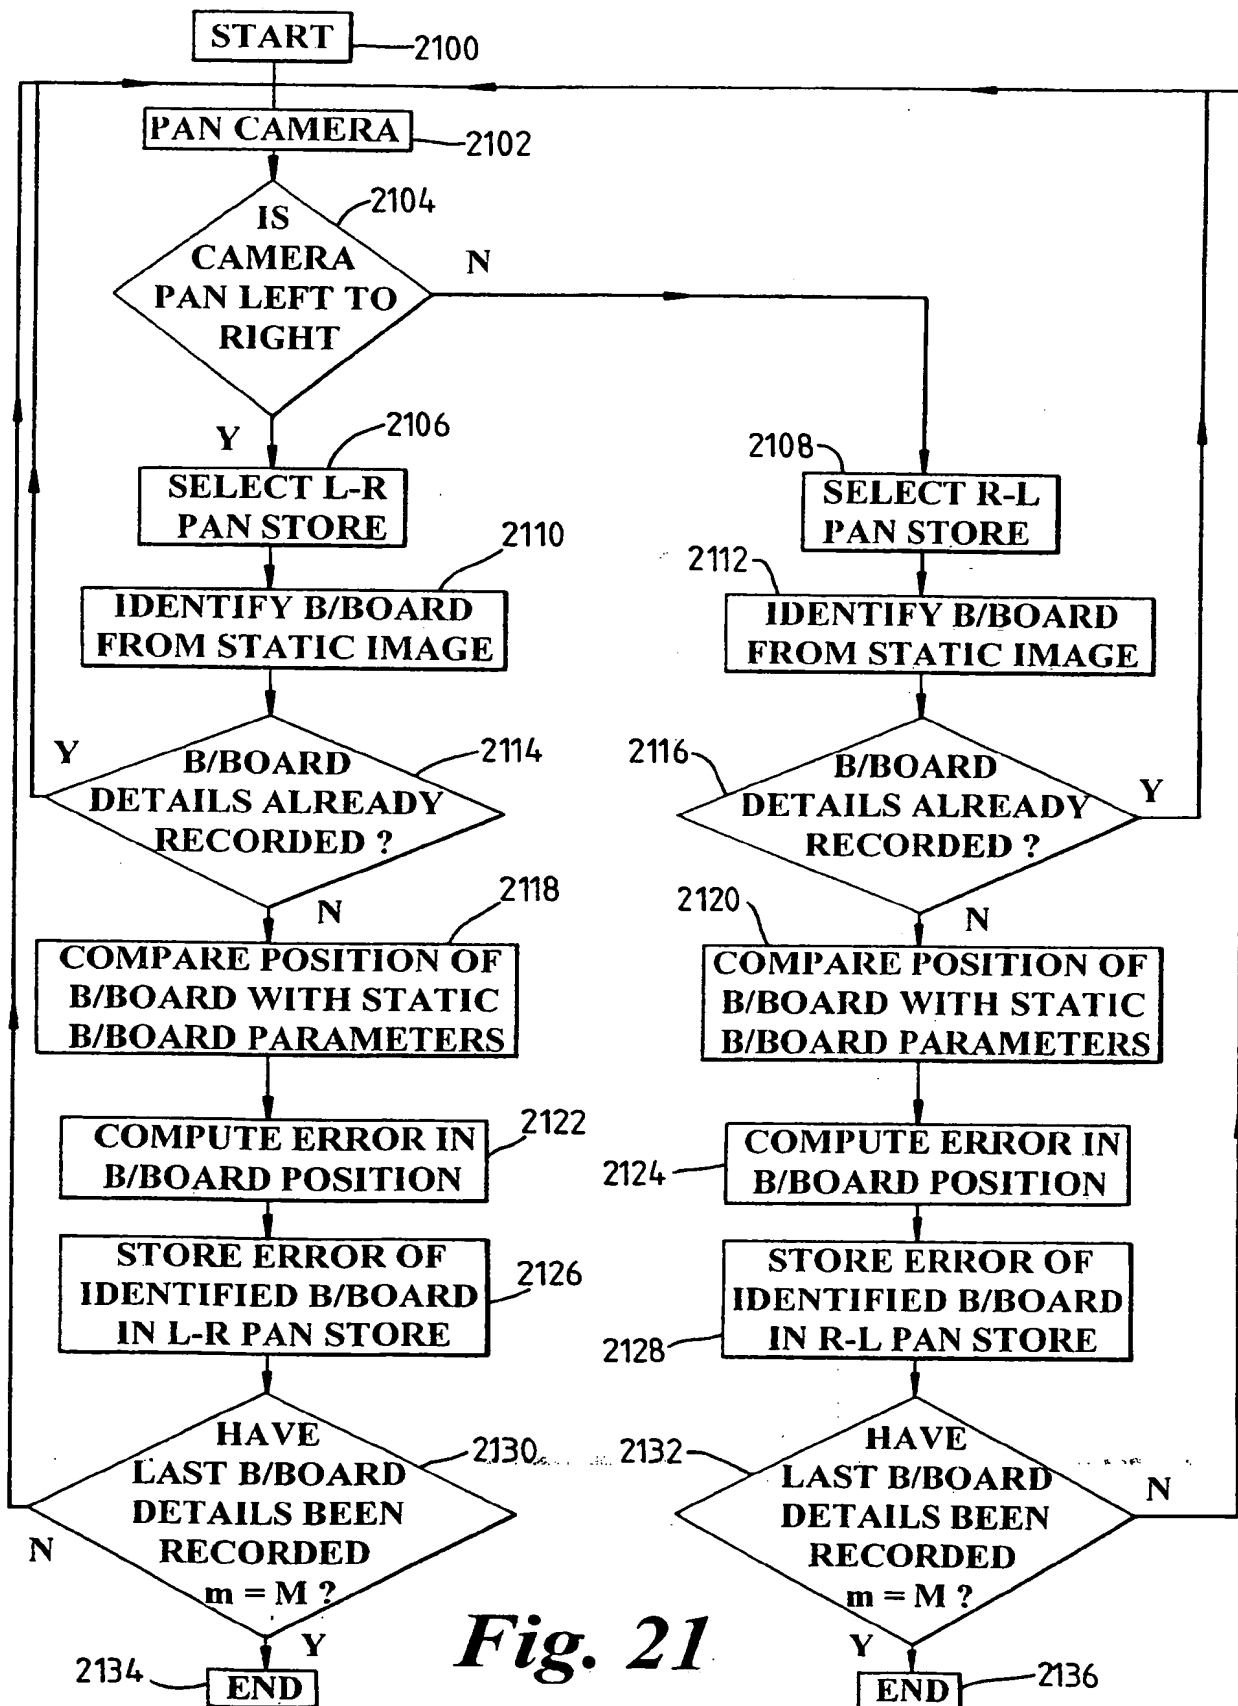 START
2100
PAN CAMERA
2102
IS
CAMERA
PAN LEFT TO
RIGHT
2104
N
Y
2106
SELECT L-R
PAN STORE
2108
SELECT R-L
PAN STORE
2110
IDENTIFY B/BOARD
FROM STATIC IMAGE
2112
IDENTIFY B/BOARD
FROM STATIC IMAGE
Y
B/BOARD
DETAILS ALREADY
RECORDED ?
2114
2116
B/BOARD
DETAILS ALREADY
RECORDED ?
Y
N
2118
N
2120
COMPARE POSITION OF
B/BOARD WITH STATIC
B/BOARD PARAMETERS
COMPARE POSITION OF
B/BOARD WITH STATIC
B/BOARD PARAMETERS
COMPUTE ERROR IN
B/BOARD POSITION
2122
2124
COMPUTE ERROR IN
B/BOARD POSITION
STORE ERROR OF
IDENTIFIED B/BOARD
IN L-R PAN STORE
2126
2128
STORE ERROR OF
IDENTIFIED B/BOARD
IN R-L PAN STORE
HAVE
LAST B/BOARD
DETAILS BEEN
RECORDED
m = M ?
2130
N
2132
HAVE
LAST B/BOARD
DETAILS BEEN
RECORDED
m = M ?
N
Y
2134
END
Fig. 21
Y
END
2136